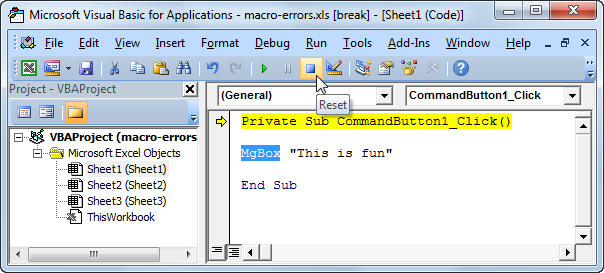 Microsoft Visual Basic for Applications - macro-errors.xls [break] - [Sheet1 (Code)]
File Edit View Insert Format Debug Run Tools Add-Ins Window Help
Project - VBAProject
(General) CommandButton1_Click
Reset
VBAProject (macro-errors
Microsoft Excel Objects
Sheet1 (Sheet1)
Sheet2 (Sheet2)
Sheet3 (Sheet3)
ThisWorkbook
Private Sub CommandButton1_Click()
MgBox "This is fun"
End Sub